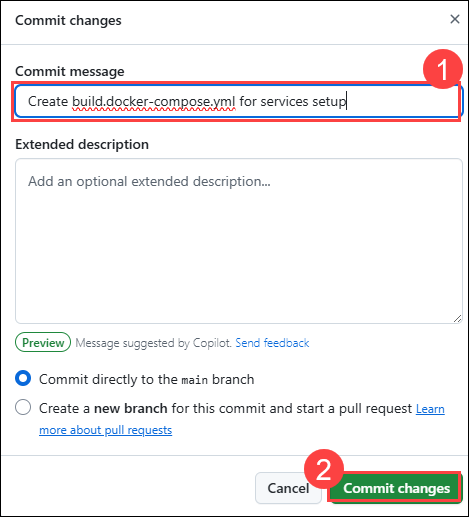 Commit changes
1
Commit message
Create build.docker-compose.yml for services setup
Extended description
Add an optional extended description...
Preview Message suggested by Copilot. Send feedback
Commit directly to the main branch
Create a new branch for this commit and start a pull request Learn
more about pull requests
2
Cancel Commit changes